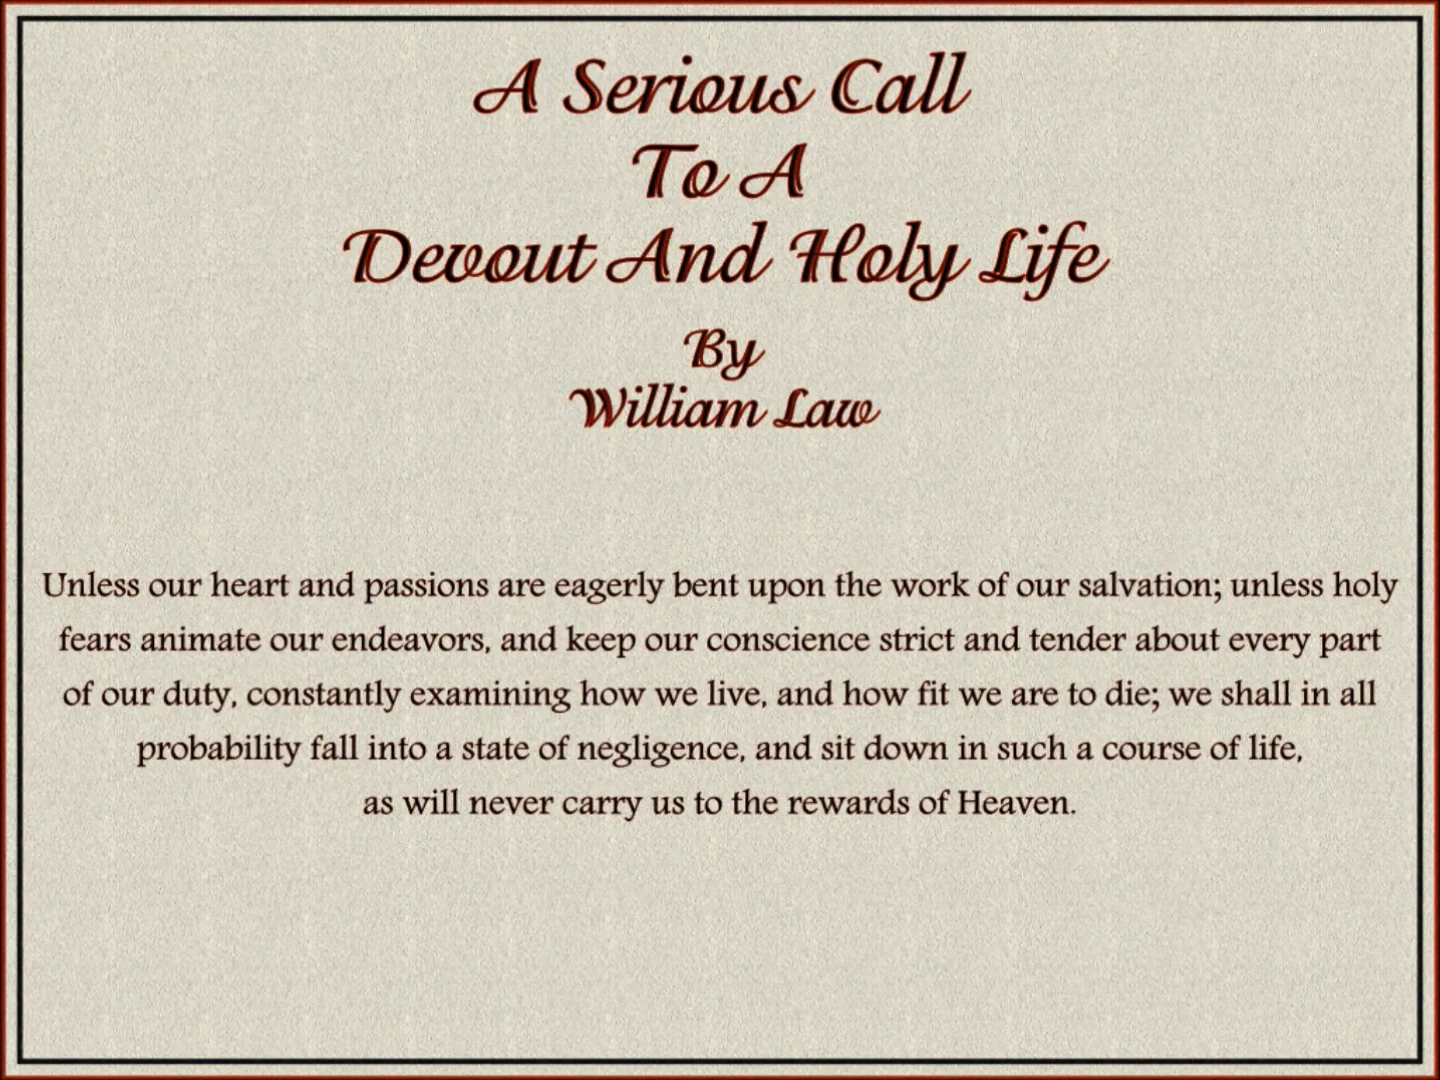 A Serious Call
To A
Devout And Holy Life
By
William Law
Unless our heart and passions are eagerly bent upon the work of our salvation; unless holy
fears animate our endeavors, and keep our conscience strict and tender about every part
of our duty, constantly examining how we live, and how fit we are to die; we shall in all
probability fall into a state of negligence, and sit down in such a course of life,
as will never carry us to the rewards of Heaven.